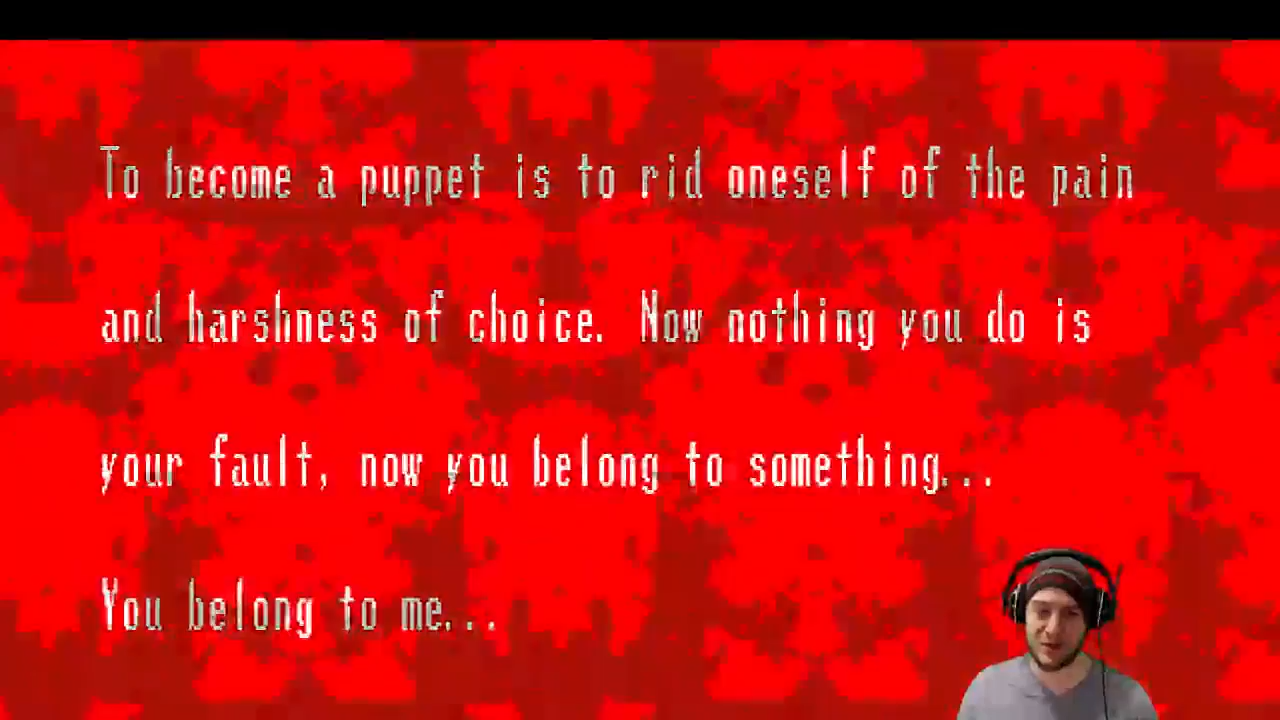 To become a puppet is to rid oneself of the pain
and harshness of choice. Now nothing you do is
your fault, now you belong to something...
You belong to me...